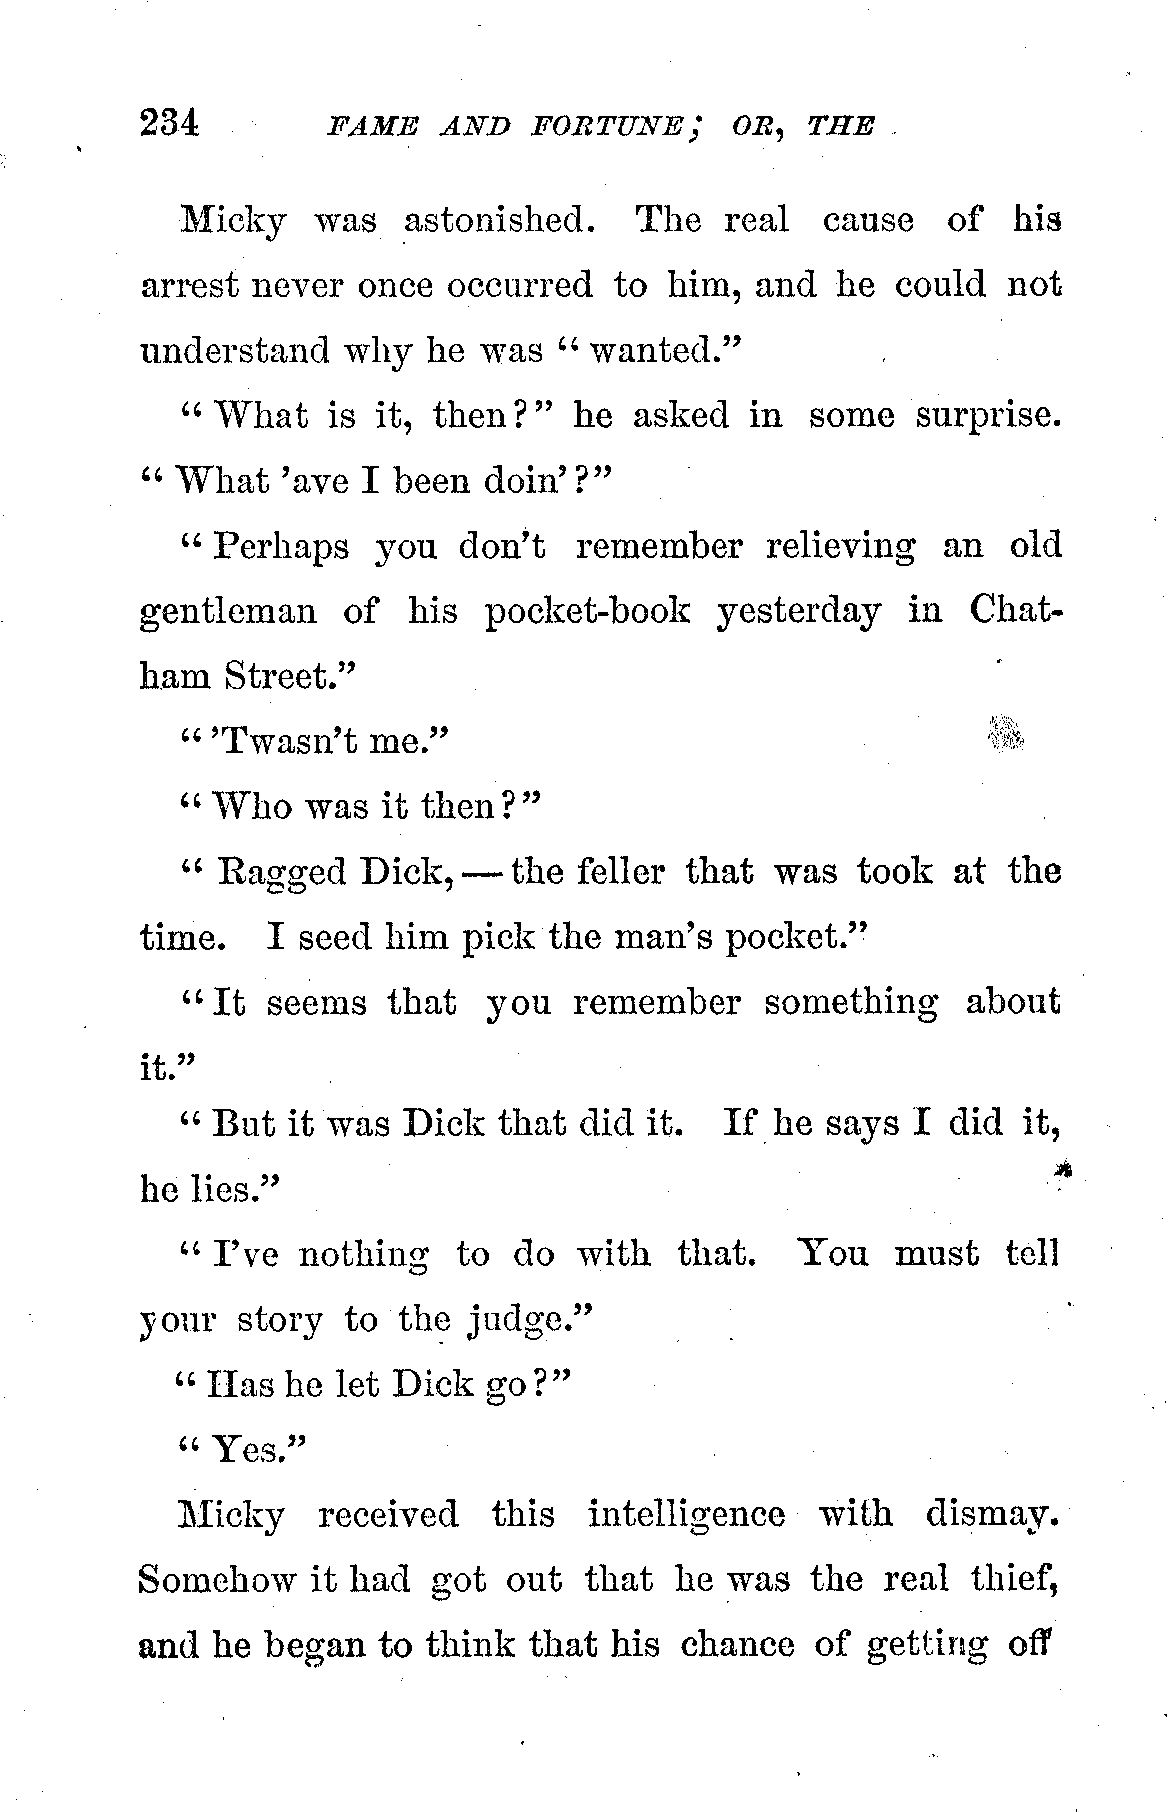 234 FAME AND FORTUNE; OR, THE
Micky was astonished. The real cause of his
arrest never once occurred to him, and he could not
understand why he was “wanted.”
“What is it, then?” he asked in some surprise.
“What ’ave I been doin’?”
“Perhaps you don’t remember relieving an old
gentleman of his pocket-book yesterday in Chat-
ham Street.”
“’Twasn’t me.”
“Who was it then?”
“Ragged Dick,—the feller that was took at the
time. I seed him pick the man’s pocket.”
“It seems that you remember something about
it.”
“But it was Dick that did it. If he says I did it,
he lies.”
“I’ve nothing to do with that. You must tell
your story to the judge.”
“Has he let Dick go?”
“Yes.”
Micky received this intelligence with dismay.
Somehow it had got out that he was the real thief,
and he began to think that his chance of getting off